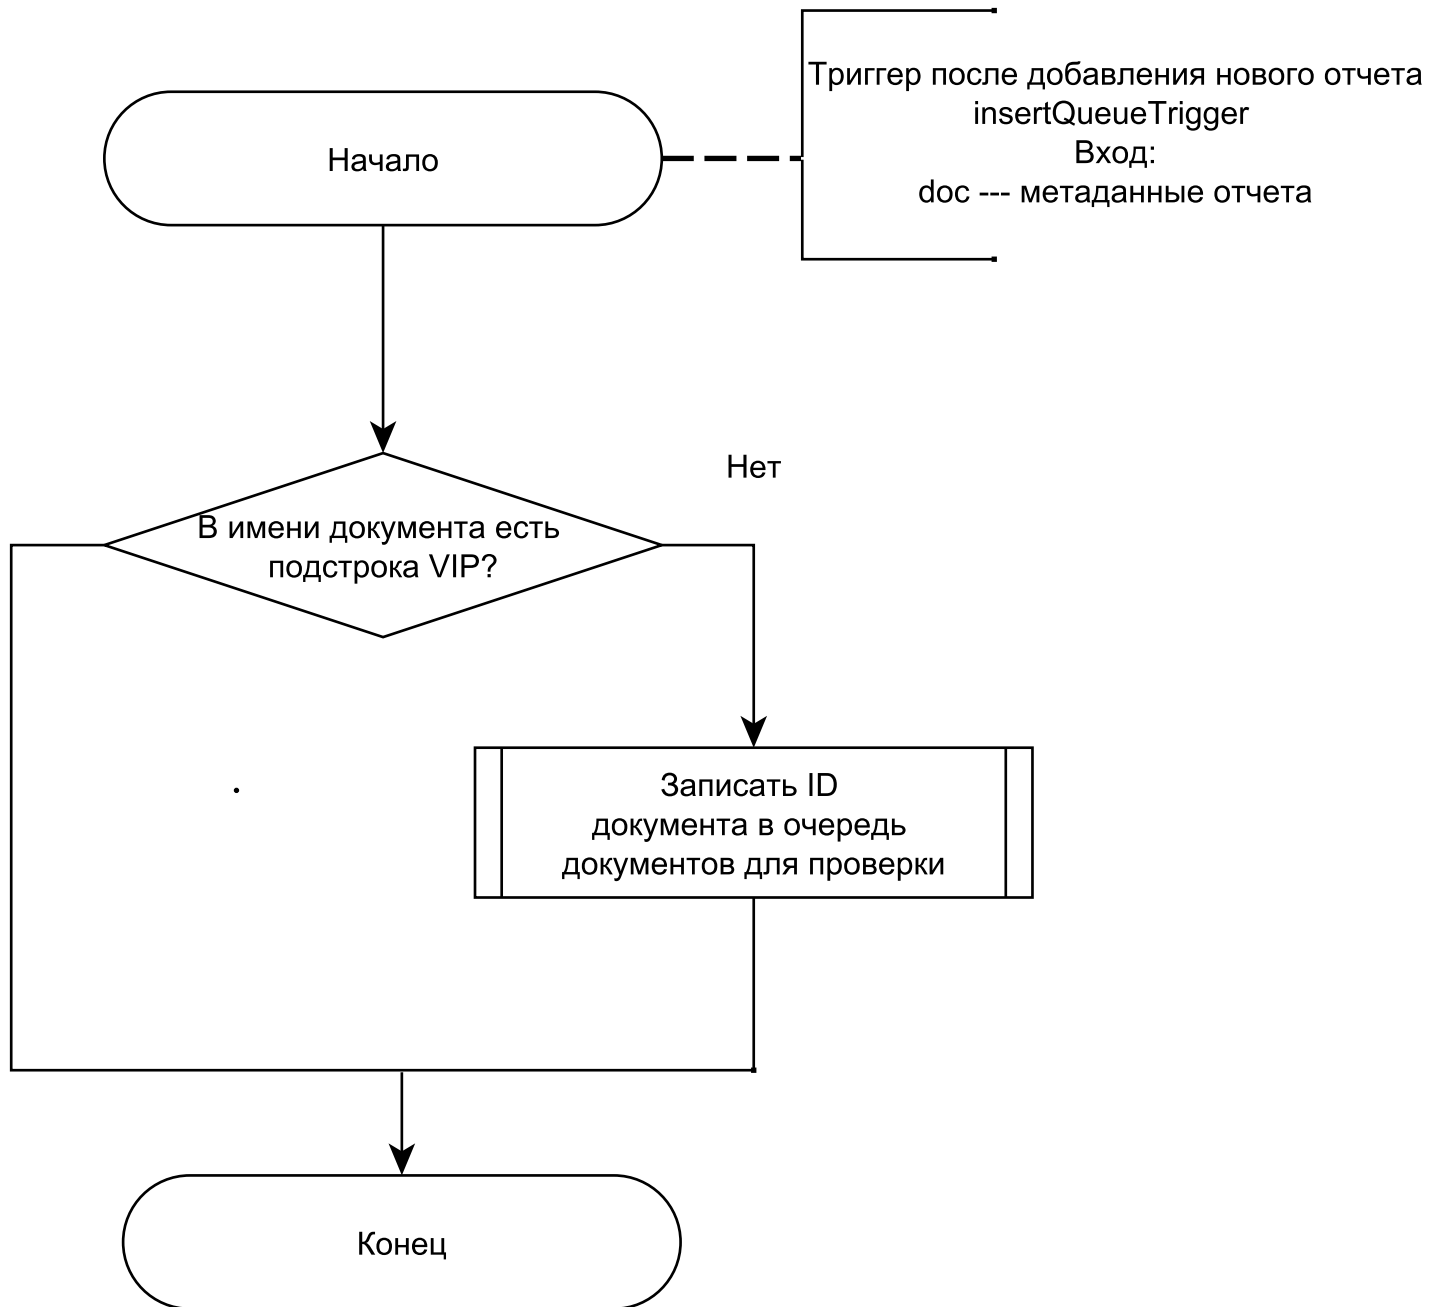 Триггер после добавления нового отчета
insertQueueTrigger
Вход:
doc --- метаданные отчета
Начало
Нет
В имени документа есть
подстрока VIP?
Записать ID
документа в очередь
документов для проверки
Конец